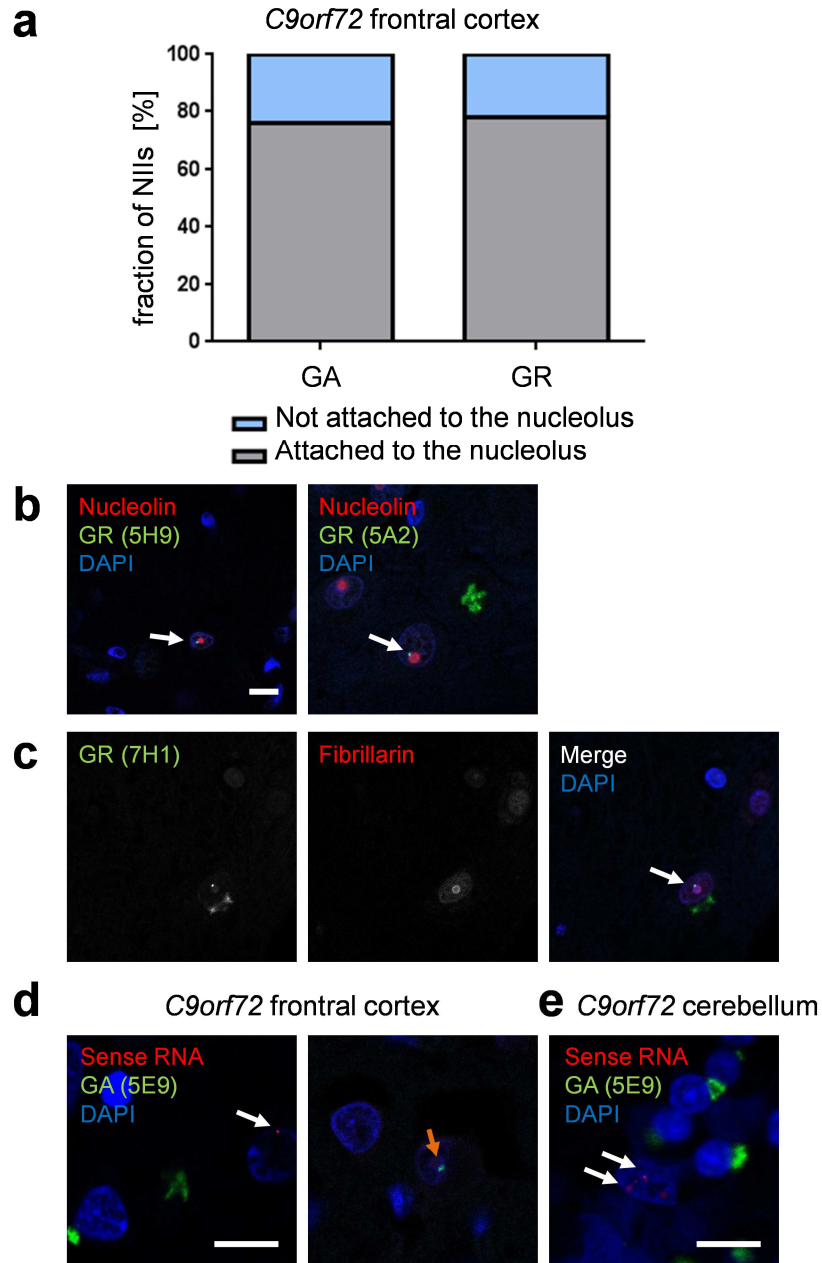 a
C9orf72 frontral cortex
fraction of NIIs [%]
100
80
60
40
20
0
GA
GR
Not attached to the nucleolus
Attached to the nucleolus
b
Nucleolin
GR (5H9)
DAPI
Nucleolin
GR (5A2)
DAPI
c
GR (7H1)
Fibrillarin
Merge
DAPI
d
C9orf72 frontral cortex
Sense RNA
GA (5E9)
DAPI
e
C9orf72 cerebellum
Sense RNA
GA (5E9)
DAPI